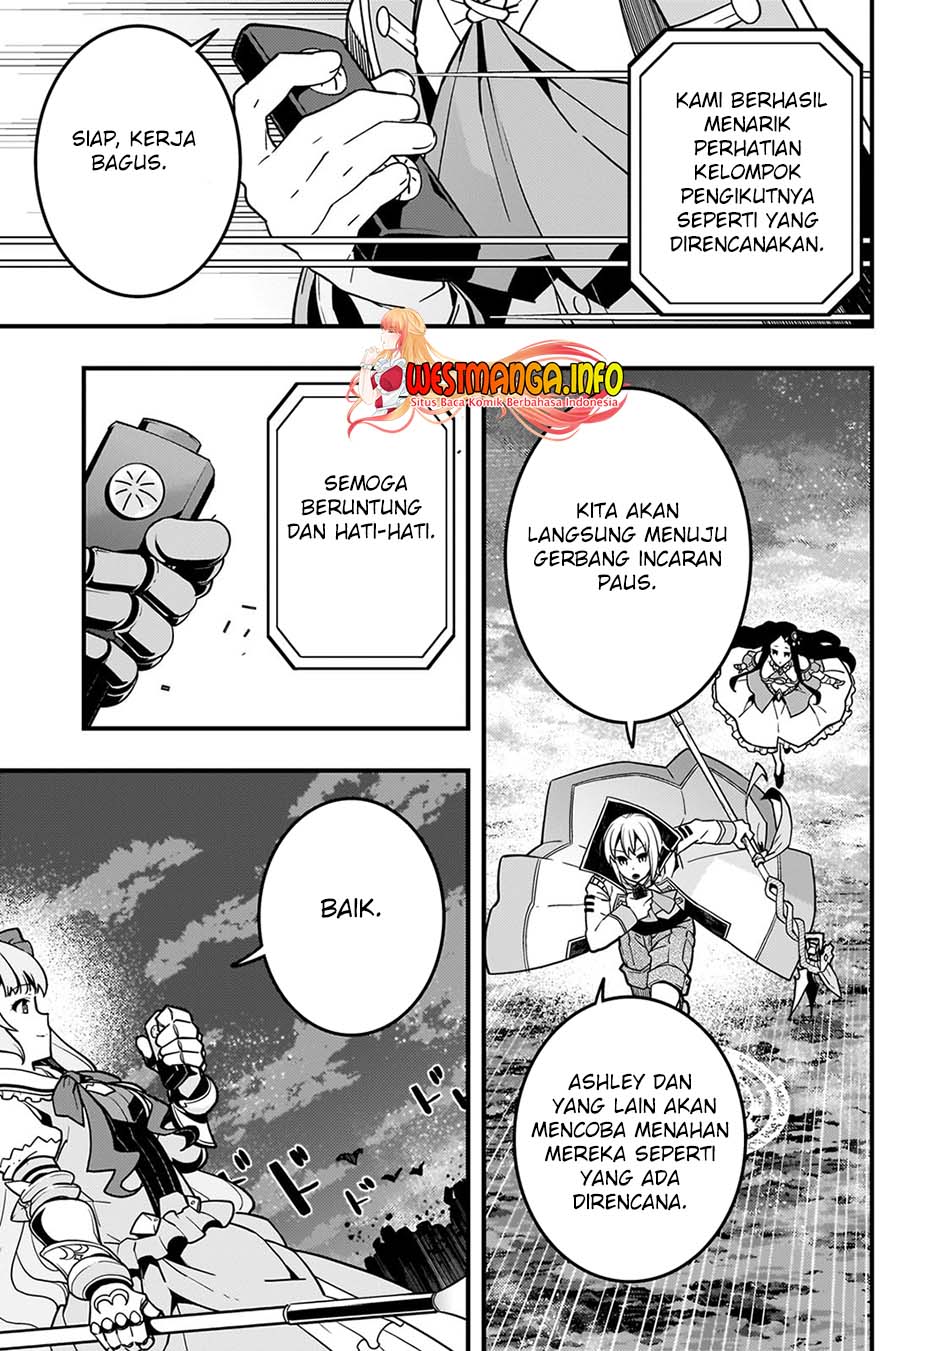 KAMI BERHASIL
MENARIK
PERHATIAN
KELOMPOK
PENGIKUTNYA
SEPERTI YANG
DIRENCANAKAN.
SIAP, KERJA
BAGUS.
WESTMANGA.INFO
Situs Baca Komik Berbahasa Indonesia
KITA AKAN
LANGSUNG MENUJU
GERBANG INCARAN
PAUS.
SEMOGA
BERUNTUNG
DAN HATI-HATI.
ASHLEY DAN
YANG LAIN AKAN
MENCOBA MENAHAN
MEREKA SEPERTI
YANG ADA
DIRENCANA.
BAIK.